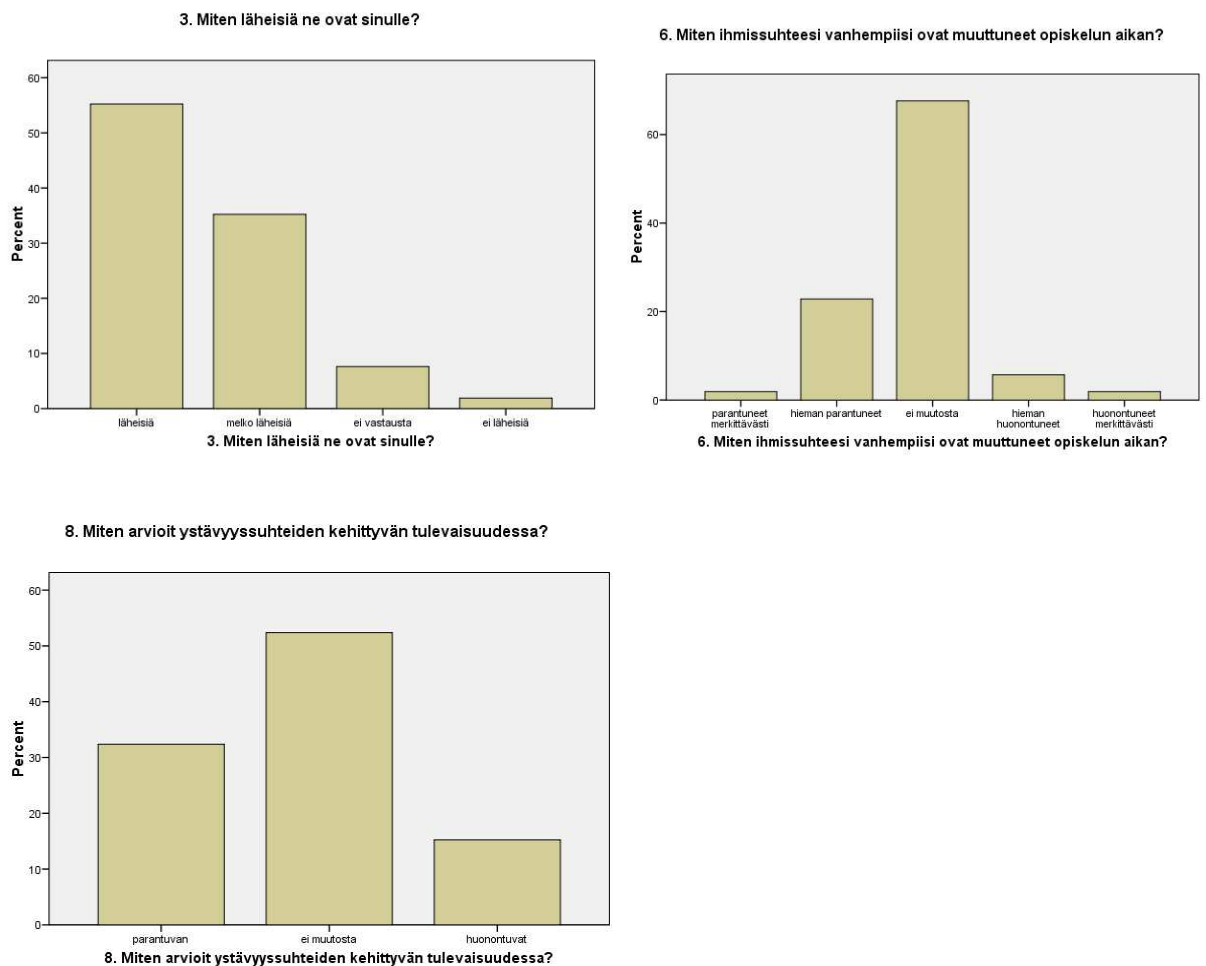 3. Miten läheisiä ne ovat sinulle?
60
50
40
30
20
10
0
Percent
läheisiä
melko läheisiä
ei vastausta
ei läheisiä
3. Miten läheisiä ne ovat sinulle?
6. Miten ihmissuhteesi vanhempiisi ovat muuttuneet opiskelun aikan?
60
40
20
0
Percent
parantuneet
merkittävästi
hieman parantuneet
ei muutosta
hieman
huonontuneet
huonontuneet
merkittävästi
6. Miten ihmissuhteesi vanhempiisi ovat muuttuneet opiskelun aikan?
8. Miten arvioit ystävyyssuhteiden kehittyvän tulevaisuudessa?
60
50
40
30
20
10
0
Percent
parantuvan
ei muutosta
huonontuvat
8. Miten arvioit ystävyyssuhteiden kehittyvän tulevaisuudessa?